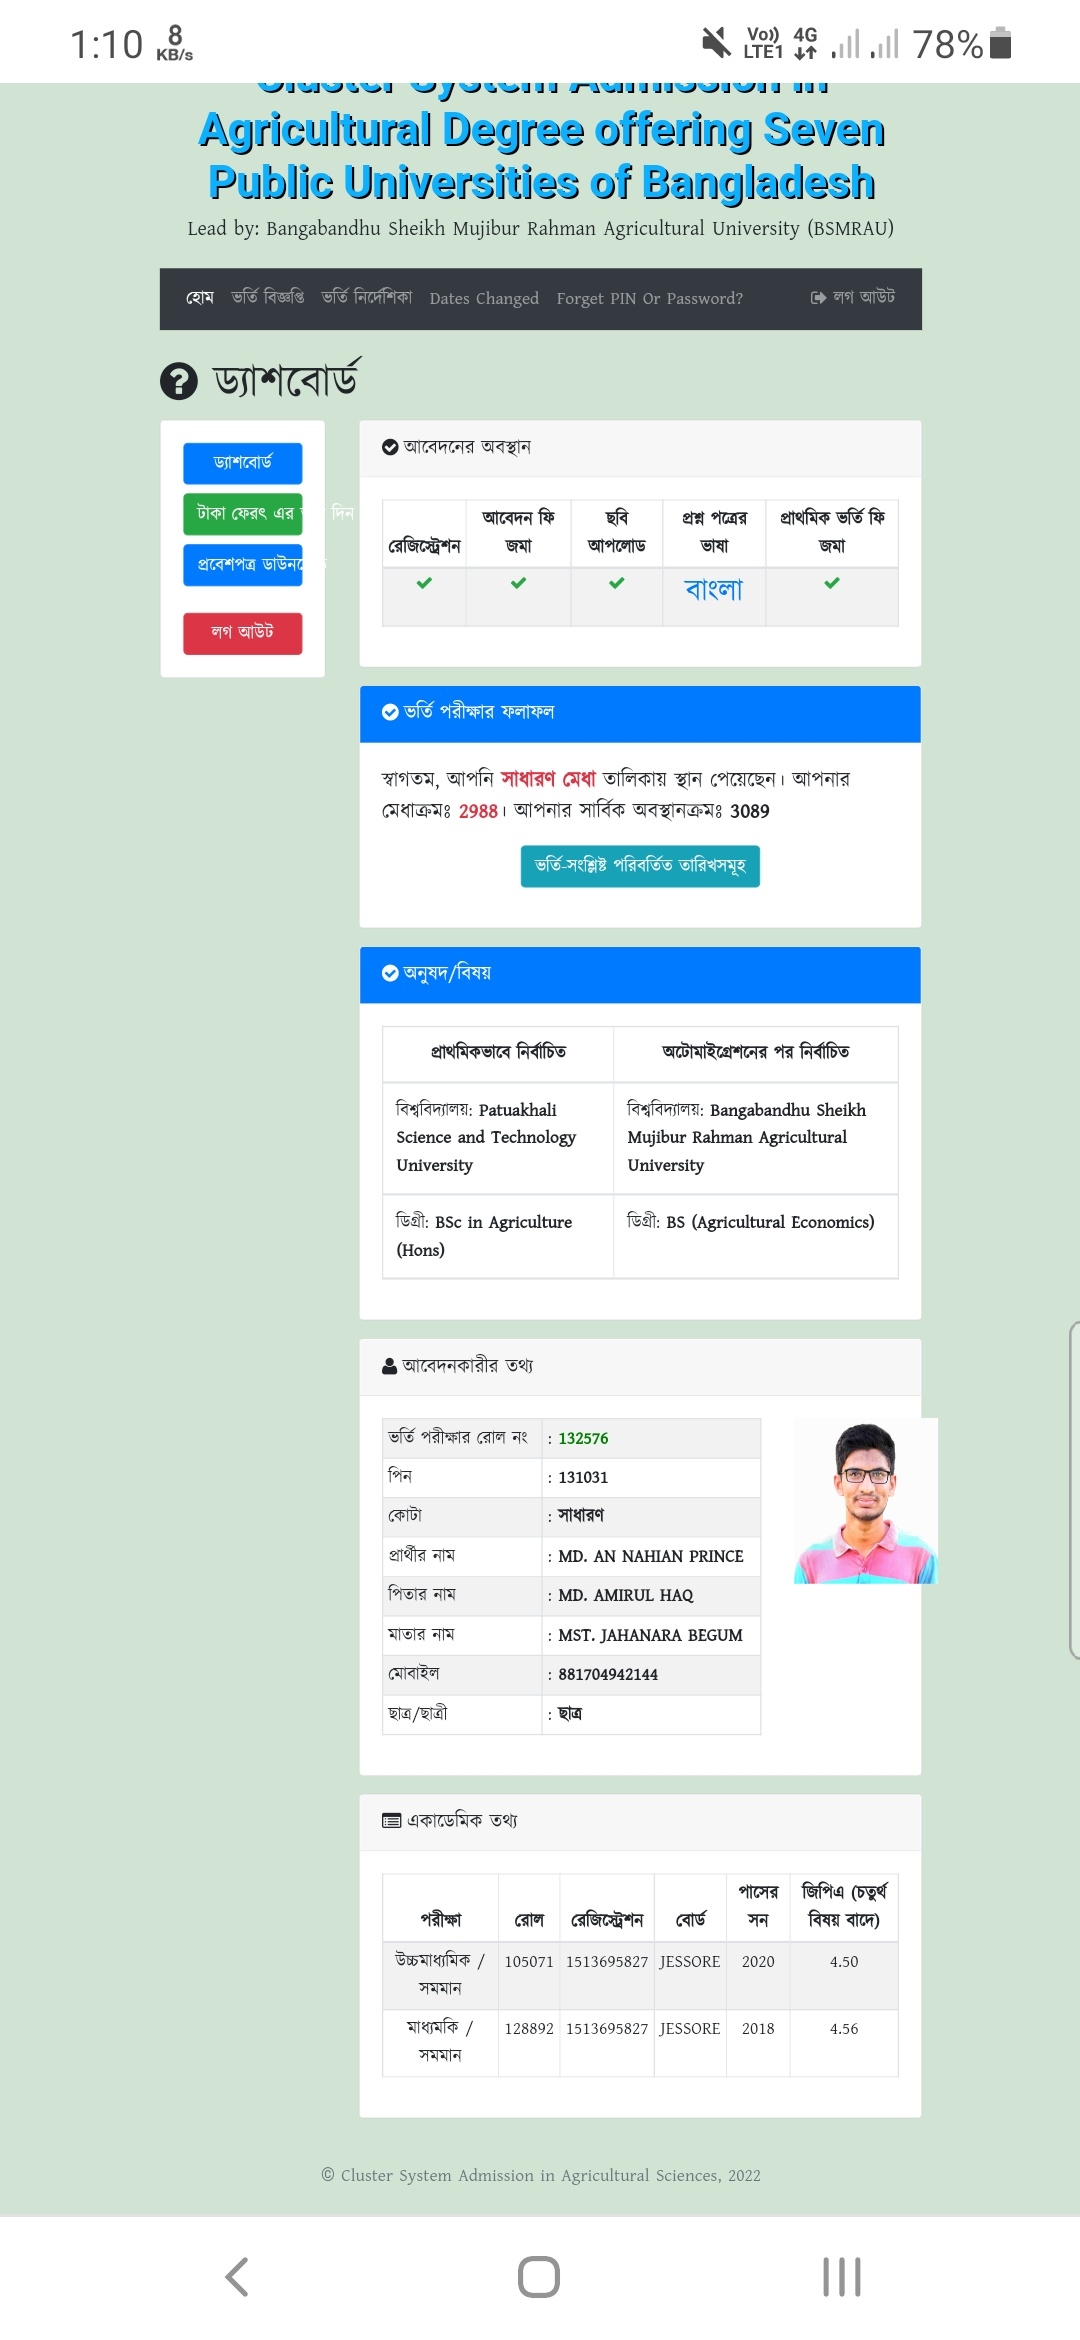 1:10 8 KB/s Vo)) LTE1 4G 78%
Cluster System Admission in
Agricultural Degree offering Seven
Public Universities of Bangladesh
Lead by: Bangabandhu Sheikh Mujibur Rahman Agricultural University (BSMRAU)
হোম ভর্তি বিজ্ঞপ্তি ভর্তি নির্দেশিকা Dates Changed Forget PIN Or Password? লগ আউট
ড্যাশবোর্ড
ড্যাশবোর্ড
টাকা ফেরৎ এর দিন
প্রবেশপত্র
লগ আউট
আবেদনের অবস্থান
রেজিস্ট্রেশন আবেদন ফি জমা ছবি আপলোড প্রশ্ন পত্রের ভাষা প্রাথমিক ভর্তি ফি জমা
✓ ✓ ✓ বাংলা ✓
ভর্তি পরীক্ষার ফলাফল
স্বাগতম, আপনি সাধারণ মেধা তালিকায় স্থান পেয়েছেন। আপনার
মেধাক্রমঃ 2988। আপনার সার্বিক অবস্থানক্রমঃ 3089
ভর্তি-সংশ্লিষ্ট পরিবর্তিত তারিখসমূহ
অনুষদ/বিষয়
প্রাথমিকভাবে নির্বাচিত অটোমাইগ্রেশনের পর নির্বাচিত
বিশ্ববিদ্যালয়: Patuakhali
Science and Technology
University
বিশ্ববিদ্যালয়: Bangabandhu Sheikh
Mujibur Rahman Agricultural
University
ডিগ্রী: BSc in Agriculture
(Hons)
ডিগ্রী: BS (Agricultural Economics)
আবেদনকারীর তথ্য
ভর্তি পরীক্ষার রোল নং : 132576
পিন : 131031
কোটা : সাধারণ
প্রার্থীর নাম : MD. AN NAHIAN PRINCE
পিতার নাম : MD. AMIRUL HAQ
মাতার নাম : MST. JAHANARA BEGUM
মোবাইল : 881704942144
ছাত্র/ছাত্রী : ছাত্র
একাডেমিক তথ্য
পরীক্ষা রোল রেজিস্ট্রেশন বোর্ড পাসের সন জিপিএ (চতুর্থ বিষয় বাদে)
উচ্চমাধ্যমিক / সমমান 105071 1513695827 JESSORE 2020 4.50
মাধ্যমকি / সমমান 128892 1513695827 JESSORE 2018 4.56
© Cluster System Admission in Agricultural Sciences, 2022